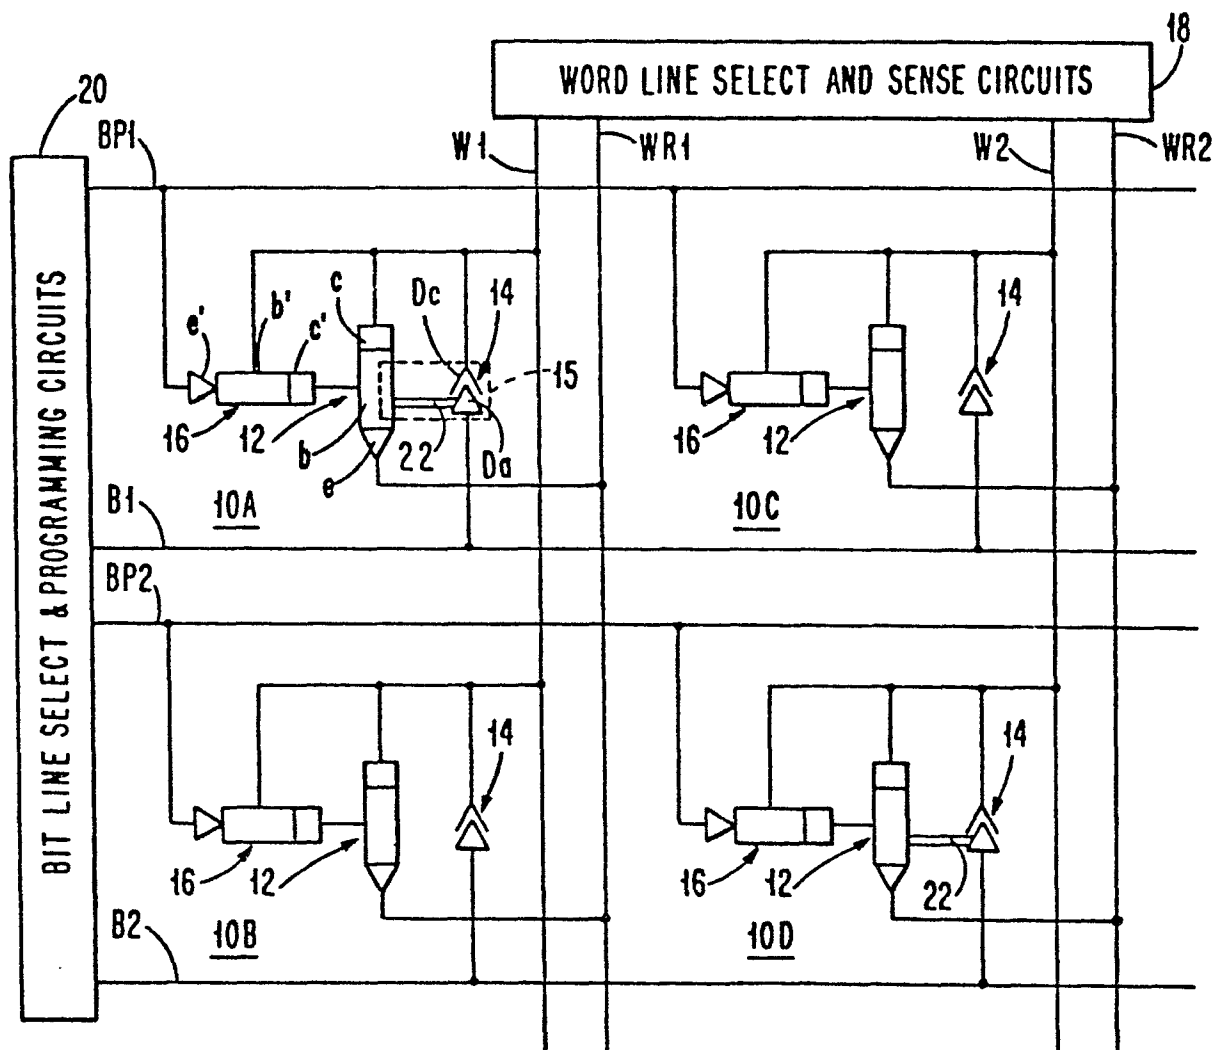 18
WORD LINE SELECT AND SENSE CIRCUITS
20
BP1
W1
WR1
W2
WR2
e'
b'
c'
c
Dc
14
15
14
16
12
b
e
22
Da
16
12
B1
10A
10C
BP2
BIT LINE SELECT & PROGRAMMING CIRCUITS
14
14
16
12
16
12
22
B2
10B
10D